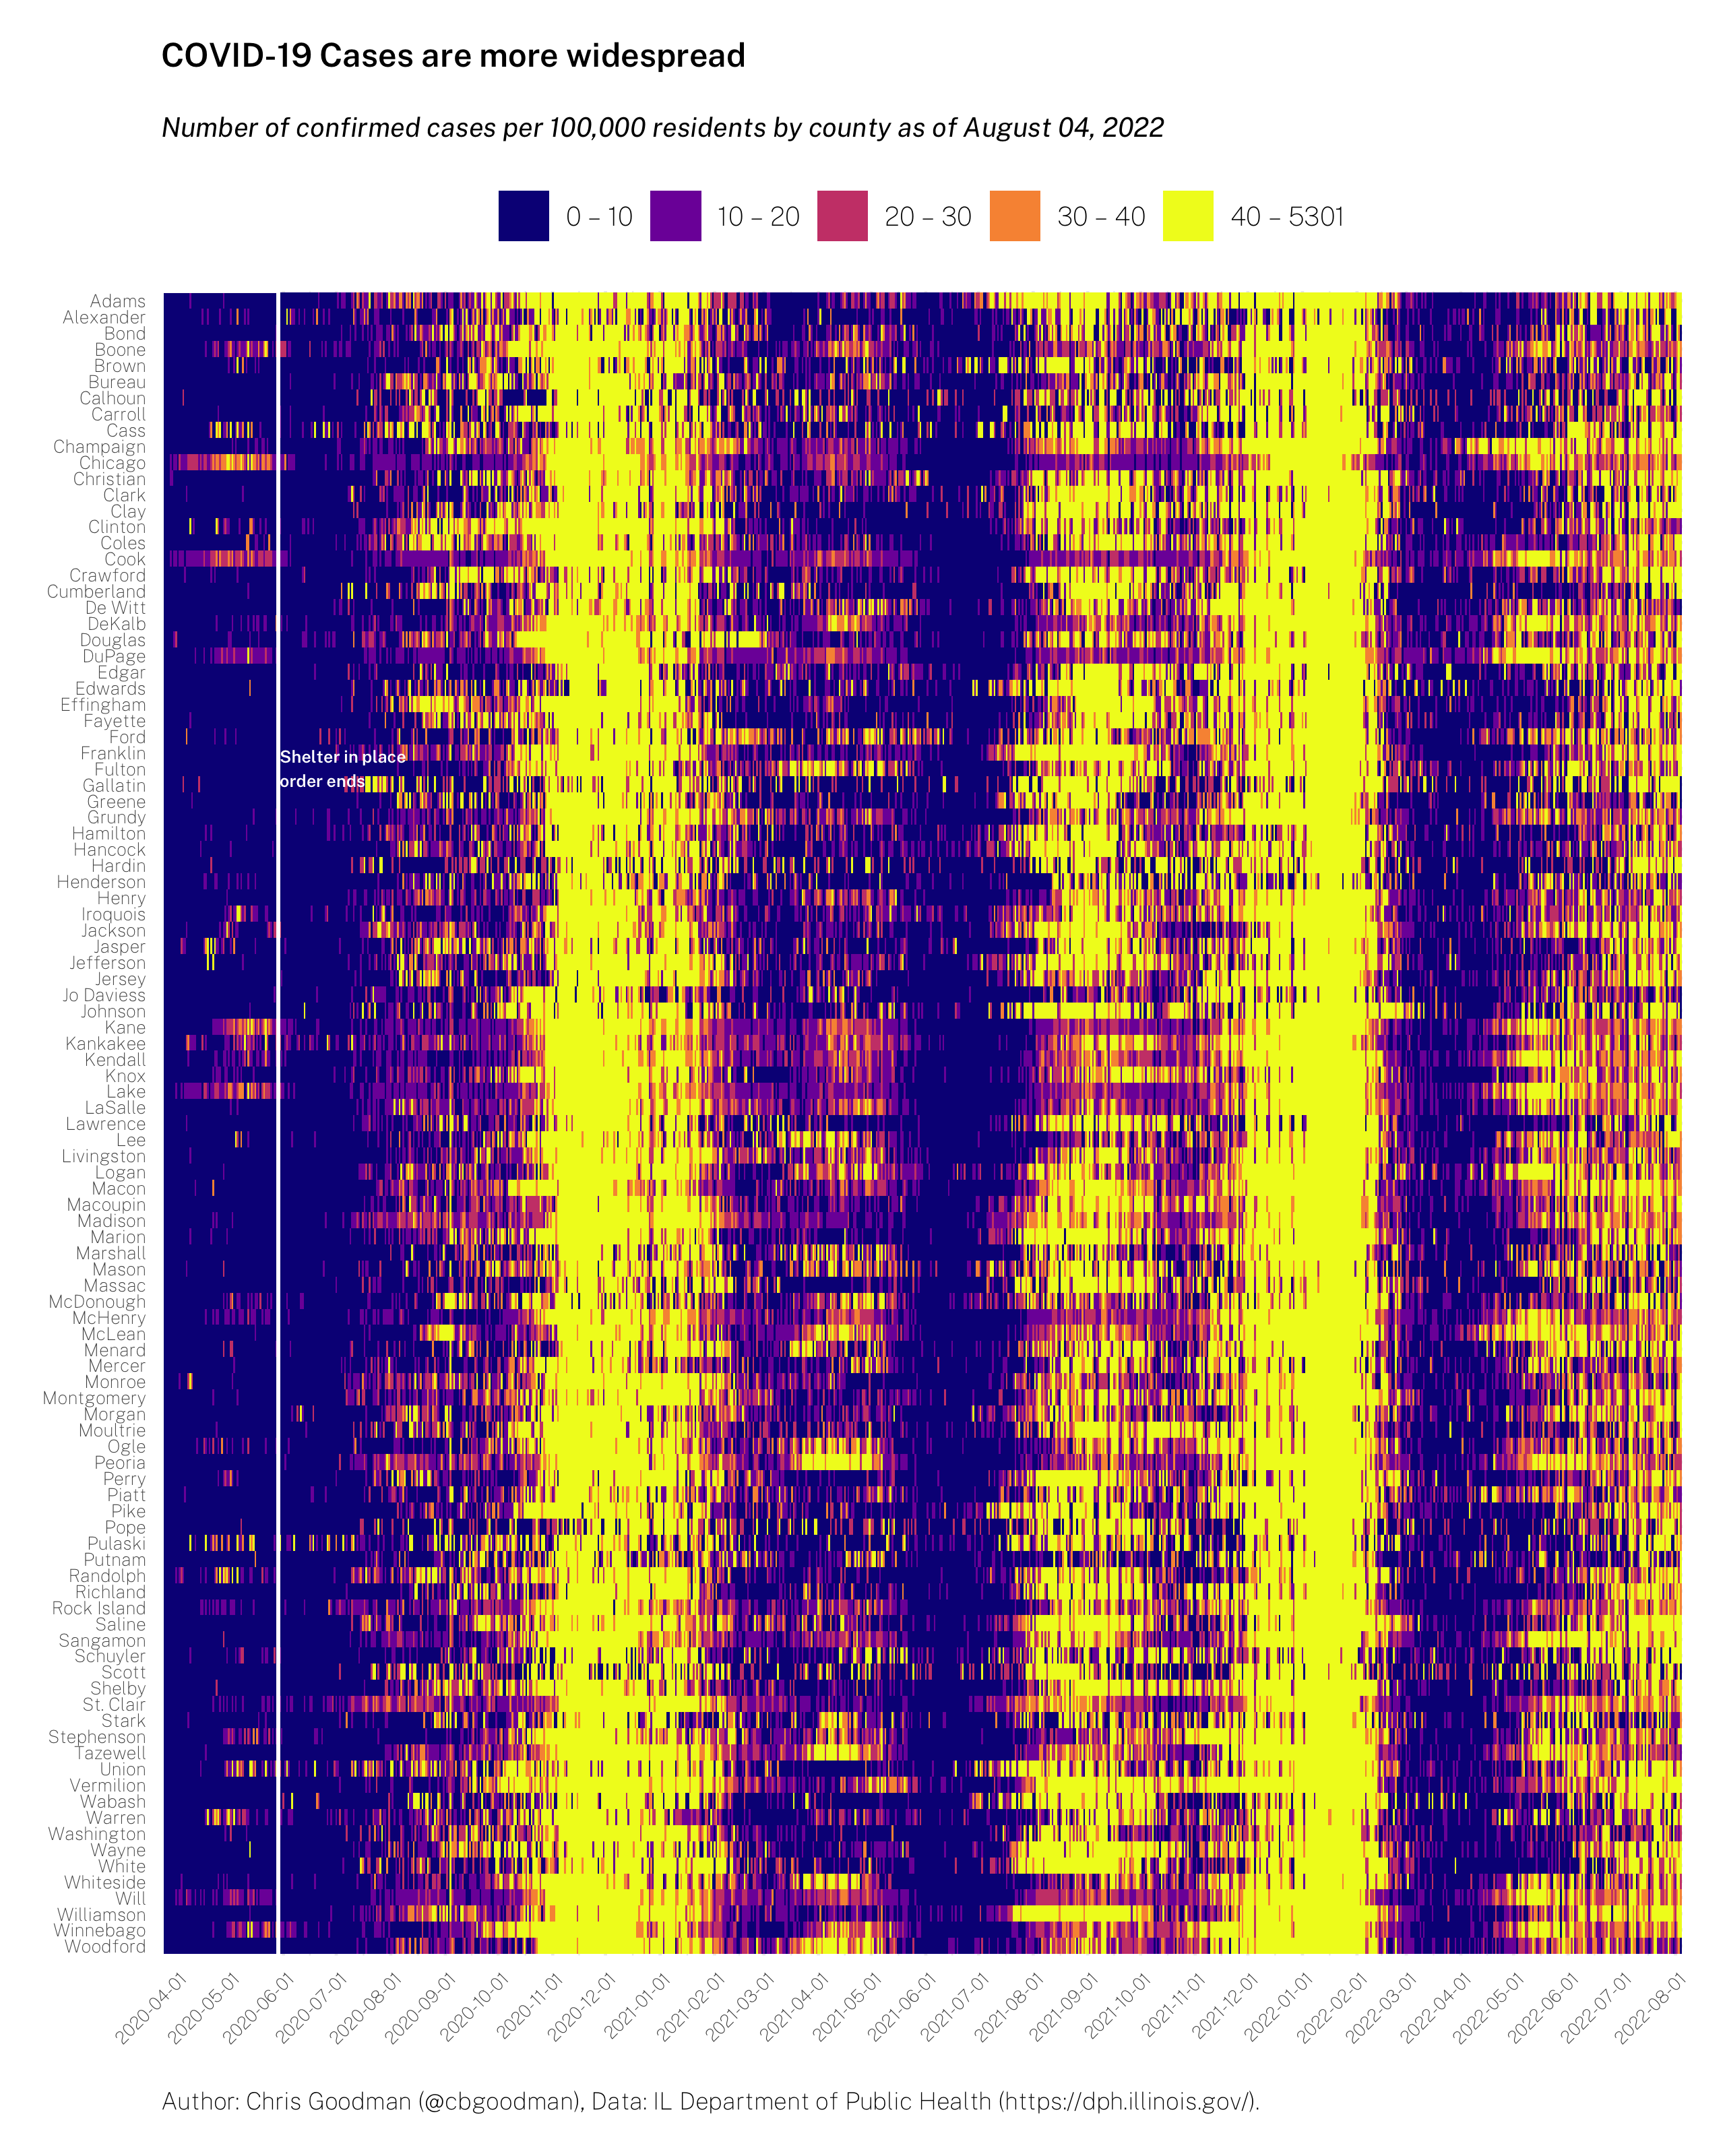 COVID-19 Cases are more widespread
Number of confirmed cases per 100,000 residents by county as of August 04, 2022
0 – 10 10 – 20 20 – 30 30 – 40 40 – 5301
Adams
Alexander
Bond
Boone
Brown
Bureau
Calhoun
Carroll
Cass
Champaign
Chicago
Christian
Clark
Clay
Clinton
Coles
Cook
Crawford
Cumberland
De Witt
DeKalb
Douglas
DuPage
Edgar
Edwards
Effingham
Fayette
Ford
Franklin
Fulton
Gallatin
Greene
Grundy
Hamilton
Hancock
Hardin
Henderson
Henry
Iroquois
Jackson
Jasper
Jefferson
Jersey
Jo Daviess
Johnson
Kane
Kankakee
Kendall
Knox
Lake
LaSalle
Lawrence
Lee
Livingston
Logan
Macon
Macoupin
Madison
Marion
Marshall
Mason
Massac
McDonough
McHenry
McLean
Menard
Mercer
Monroe
Montgomery
Morgan
Moultrie
Ogle
Peoria
Perry
Piatt
Pike
Pope
Pulaski
Putnam
Randolph
Richland
Rock Island
Saline
Sangamon
Schuyler
Scott
Shelby
St. Clair
Stark
Stephenson
Tazewell
Union
Vermilion
Wabash
Warren
Washington
Wayne
White
Whiteside
Will
Williamson
Winnebago
Woodford
Shelter in place
order ends
2020-04-01
2020-05-01
2020-06-01
2020-07-01
2020-08-01
2020-09-01
2020-10-01
2020-11-01
2020-12-01
2021-01-01
2021-02-01
2021-03-01
2021-04-01
2021-05-01
2021-06-01
2021-07-01
2021-08-01
2021-09-01
2021-10-01
2021-11-01
2021-12-01
2022-01-01
2022-02-01
2022-03-01
2022-04-01
2022-05-01
2022-06-01
2022-07-01
2022-08-01
Author: Chris Goodman (@cbgoodman), Data: IL Department of Public Health (https://dph.illinois.gov/).